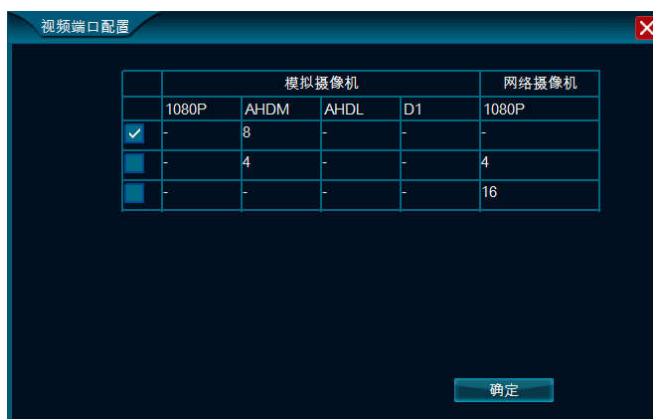 视频端口配置
模拟摄像机 网络摄像机
1080P AHDM AHDL D1 1080P
- 8 - - -
- 4 - - 4
- - - - 16
确定